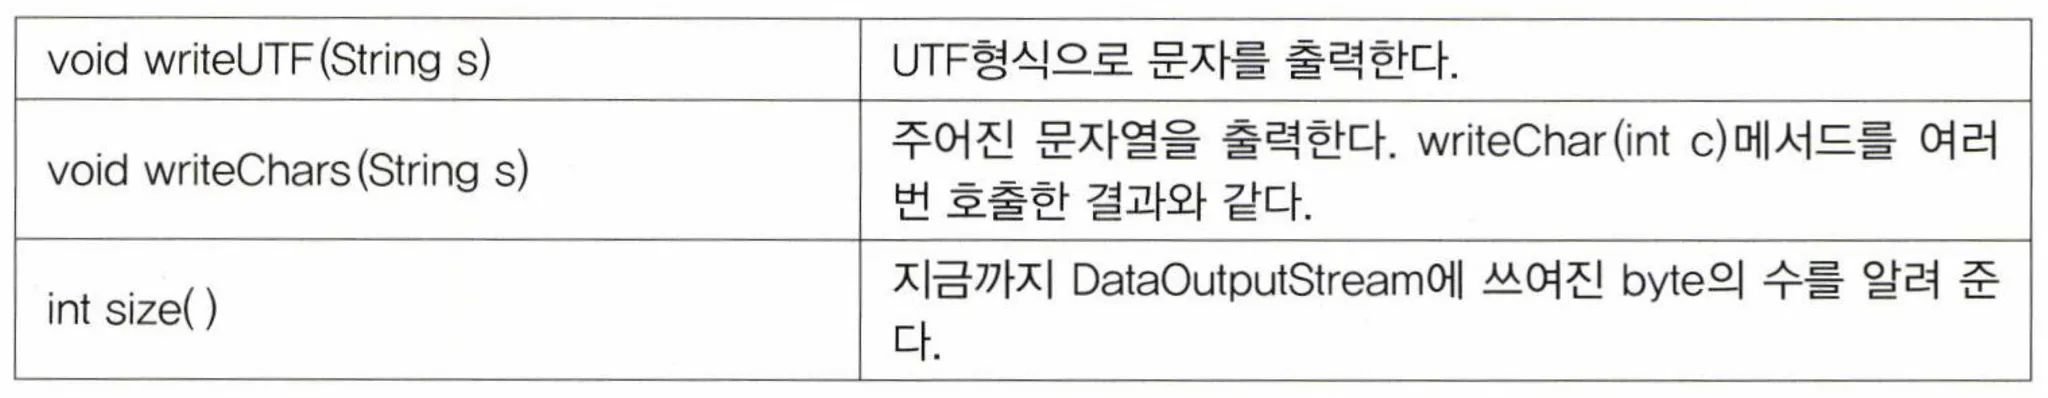 void writeUTF(String s)
UTF형식으로 문자를 출력한다.
void writeChars(String s)
주어진 문자열을 출력한다. writeChar(int c)메서드를 여러
번 호출한 결과와 같다.
int size( )
지금까지 DataOutputStream에 쓰여진 byte의 수를 알려 준
다.